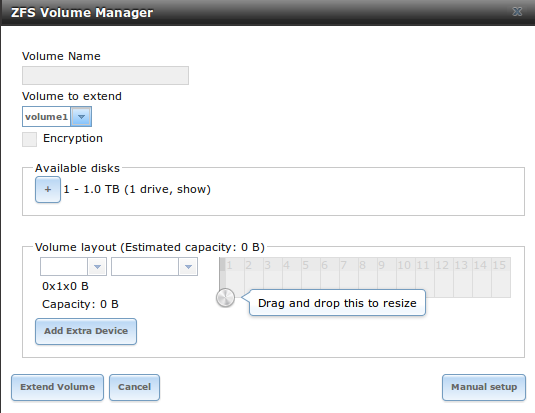 ZFS Volume Manager
Volume Name
Volume to extend
volume1
Encryption
Available disks
+ 1 - 1.0 TB (1 drive, show)
Volume layout (Estimated capacity: 0 B)
1 2 3 4 5 6 7 8 9 10 11 12 13 14 15
0x1x0 B
Capacity: 0 B
Drag and drop this to resize
Add Extra Device
Extend Volume Cancel Manual setup